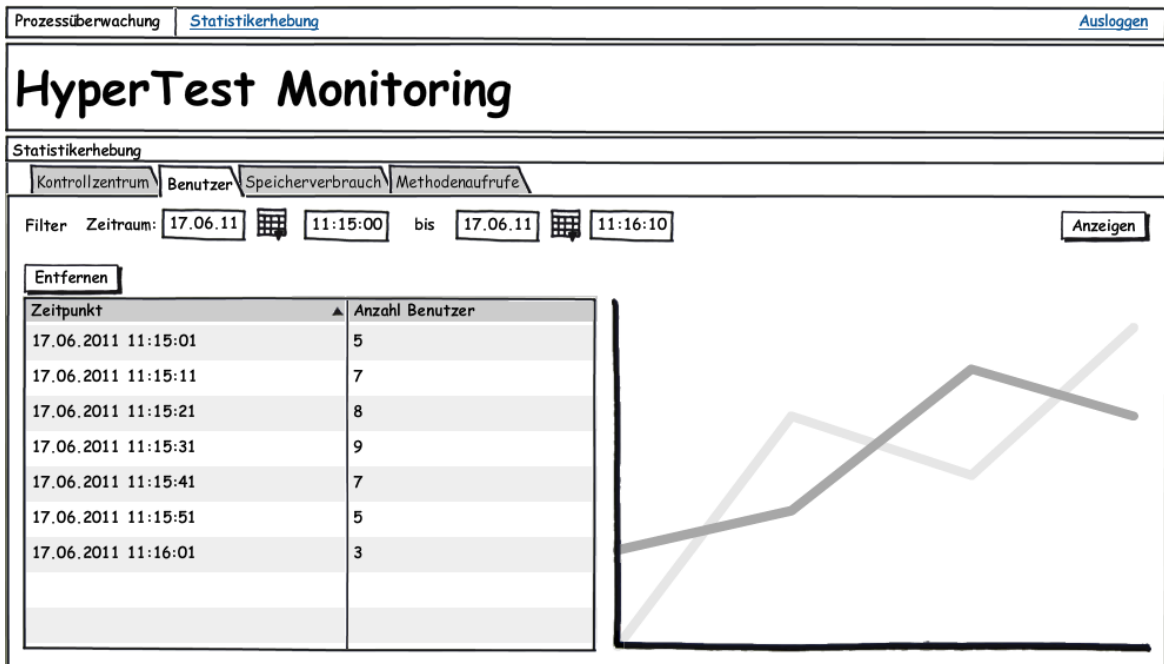 Prozessüberwachung Statistikerhebung Ausloggen
HyperTest Monitoring
Statistikerhebung
Kontrollzentrum Benutzer Speicherverbrauch Methodenaufrufe
Filter Zeitraum: 17.06.11 11:15:00 bis 17.06.11 11:16:10 Anzeigen
Entfernen
Zeitpunkt Anzahl Benutzer
17.06.2011 11:15:01 5
17.06.2011 11:15:11 7
17.06.2011 11:15:21 8
17.06.2011 11:15:31 9
17.06.2011 11:15:41 7
17.06.2011 11:15:51 5
17.06.2011 11:16:01 3